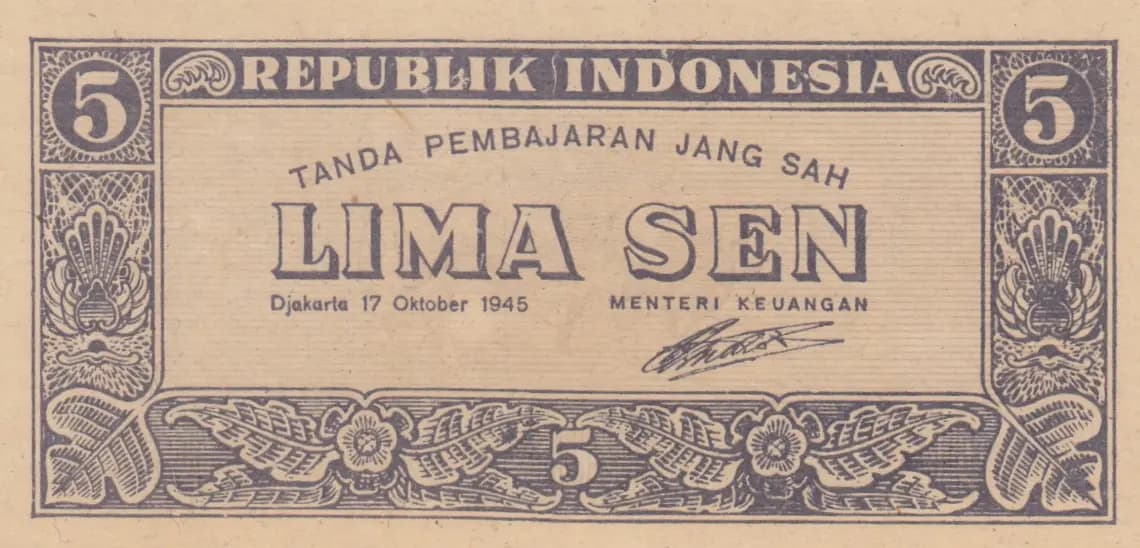 5 REPUBLIK INDONESIA 5
TANDA PEMBAJARAN JANG SAH
LIMA SEN
Djakarta 17 Oktober 1945 MENTERI KEUANGAN
5